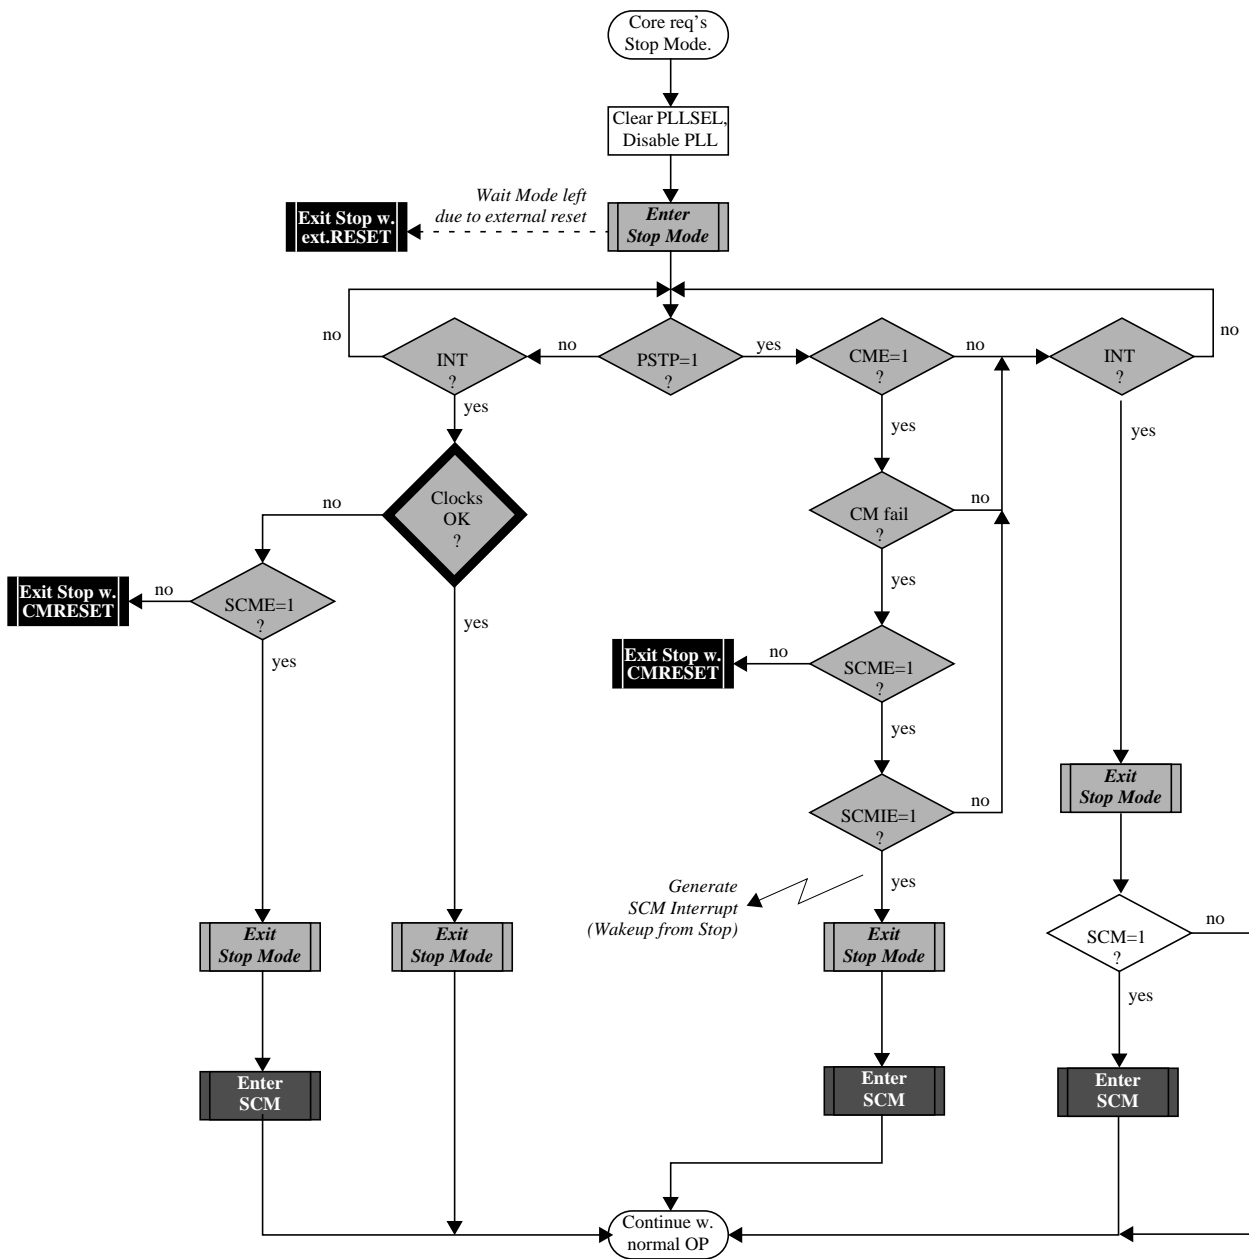 Core req's
Stop Mode.
Clear PLLSEL,
Disable PLL
Wait Mode left
due to external reset
Exit Stop w.
ext.RESET
Enter
Stop Mode
no
INT
?
no
PSTP=1
?
yes
CME=1
?
no
INT
?
no
yes
yes
yes
Clocks
OK
?
no
CM fail
?
no
Exit Stop w.
CMRESET
no
SCME=1
?
yes
yes
yes
Exit Stop w.
CMRESET
no
SCME=1
?
yes
SCMIE=1
?
no
Exit
Stop Mode
Generate
SCM Interrupt
(Wakeup from Stop)
yes
Exit
Stop Mode
Exit
Stop Mode
Exit
Stop Mode
SCM=1
?
no
yes
Enter
SCM
Enter
SCM
Enter
SCM
Continue w.
normal OP